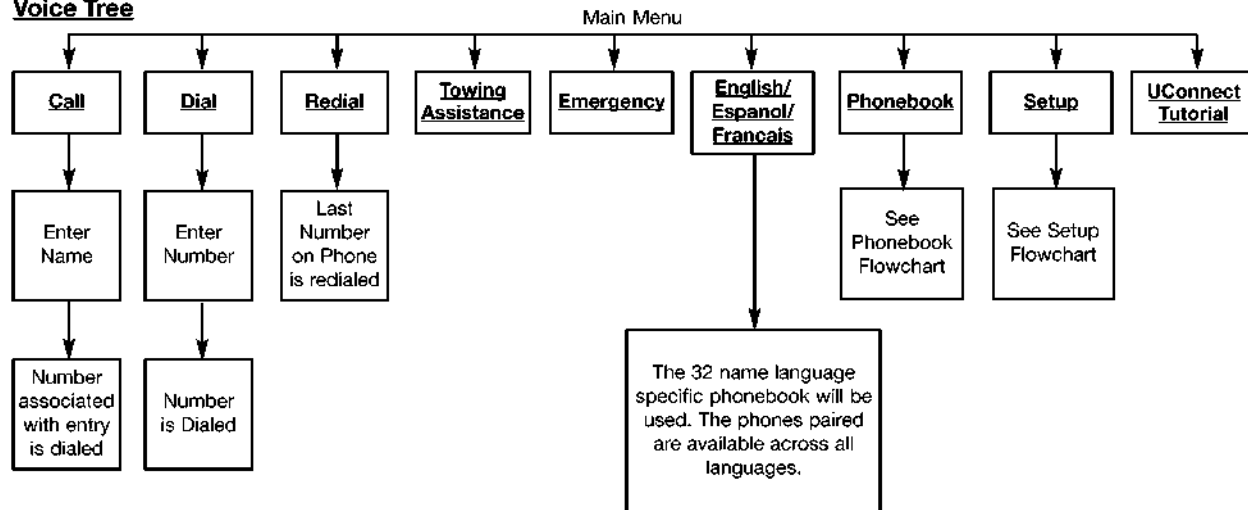 Voice Tree
Main Menu
Call
Dial
Redial
Towing
Assistance
Emergency
English/
Espanol/
Francais
Phonebook
Setup
UConnect
Tutorial
Enter
Name
Enter
Number
Last
Number
on Phone
is redialed
See
Phonebook
Flowchart
See Setup
Flowchart
Number
associated
with entry
is dialed
Number
is Dialed
The 32 name language
specific phonebook will be
used. The phones paired
are available across all
languages.